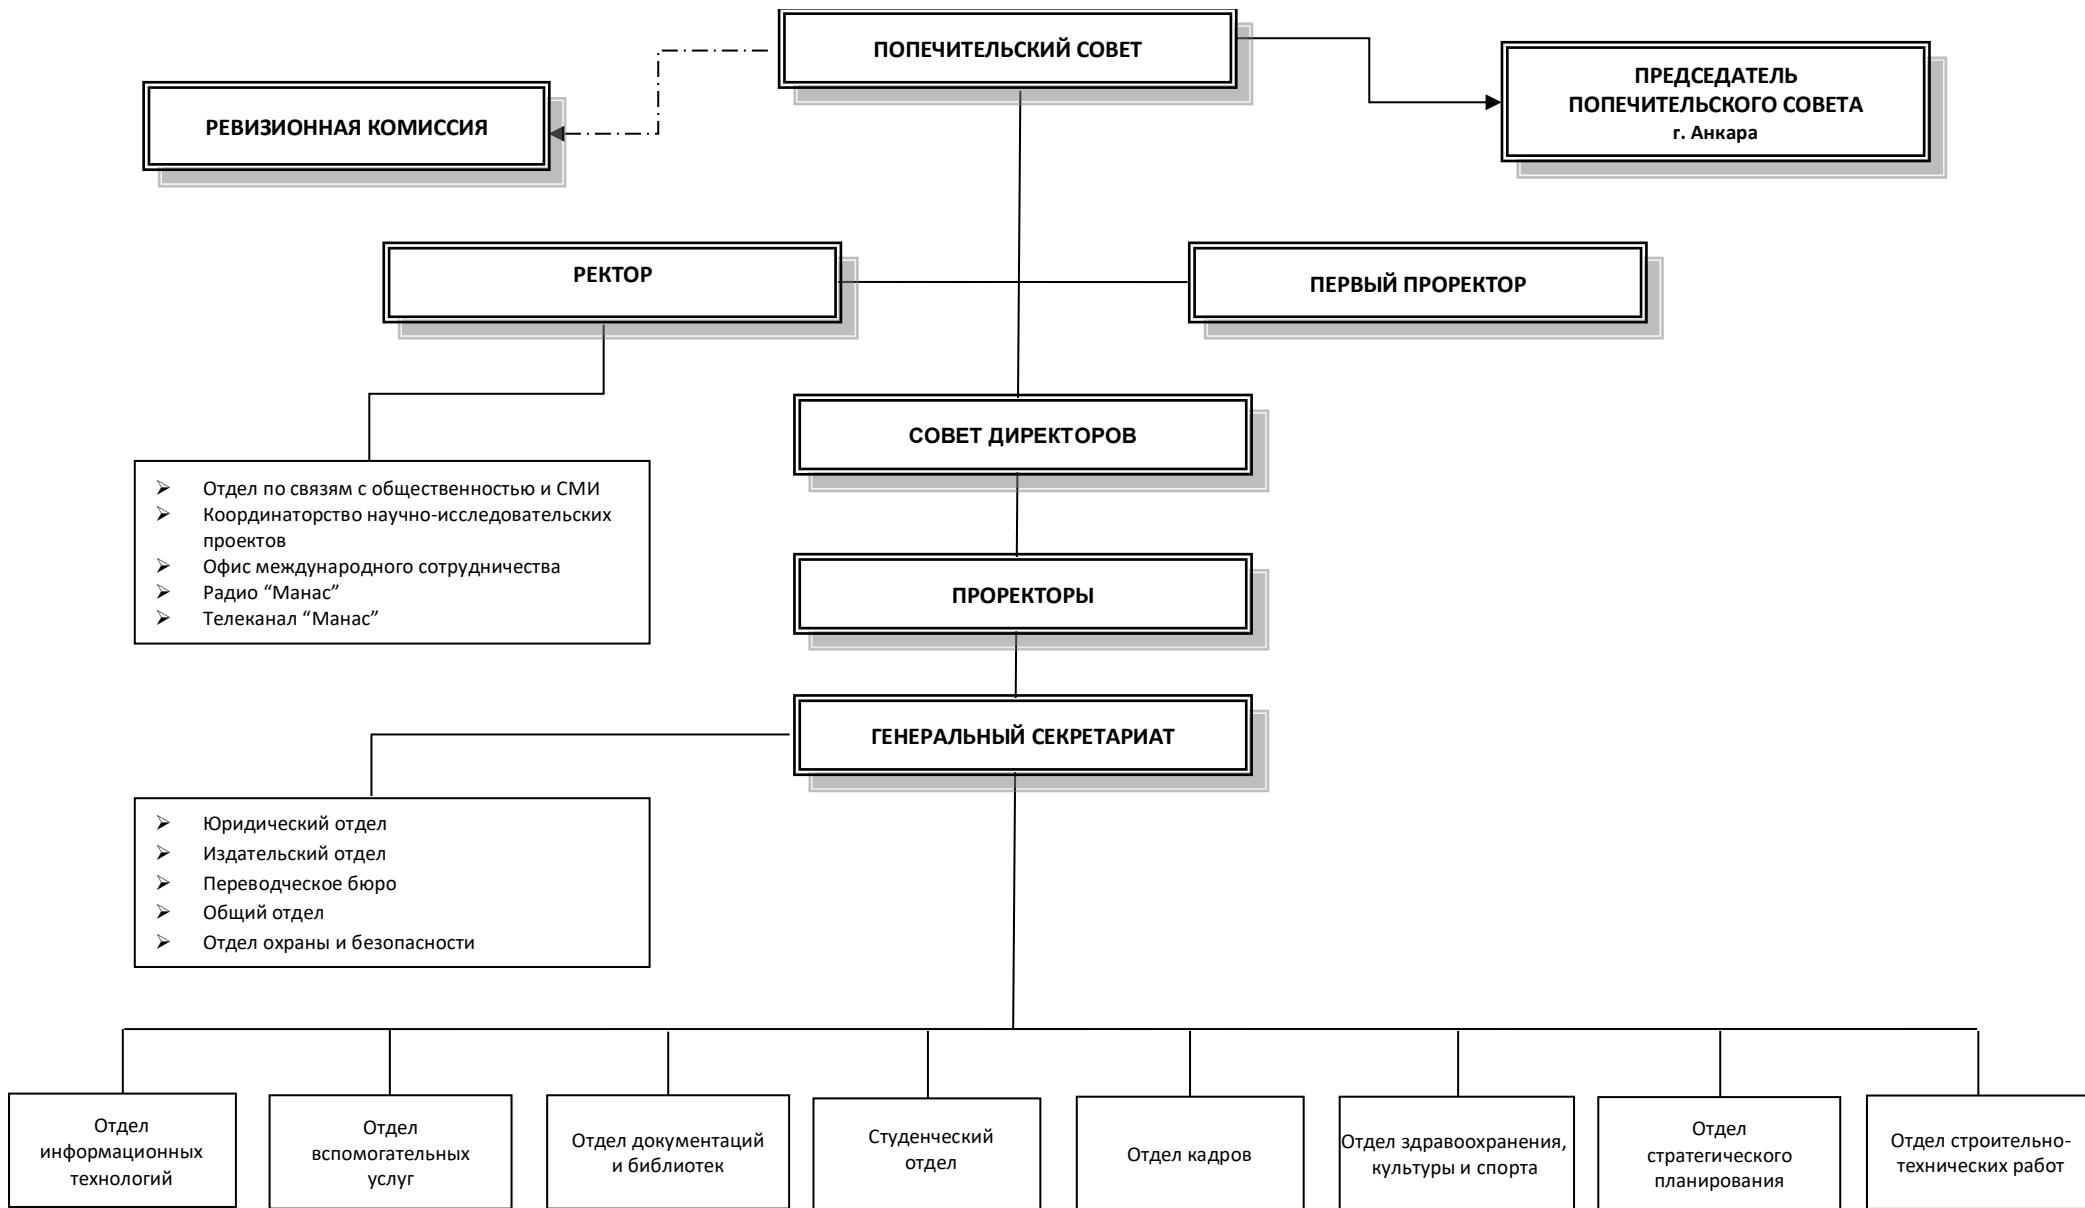 ПОПЕЧИТЕЛЬСКИЙ СОВЕТ
ПРЕДСЕДАТЕЛЬ
ПОПЕЧИТЕЛЬСКОГО СОВЕТА
г. Анкара
РЕВИЗИОННАЯ КОМИССИЯ
РЕКТОР
ПЕРВЫЙ ПРОРЕКТОР
СОВЕТ ДИРЕКТОРОВ
Отдел по связям с общественностью и СМИ
Координаторство научно-исследовательских
проектов
Офис международного сотрудничества
Радио “Манас”
Телеканал “Манас”
ПРОРЕКТОРЫ
ГЕНЕРАЛЬНЫЙ СЕКРЕТАРИАТ
Юридический отдел
Издательский отдел
Переводческое бюро
Общий отдел
Отдел охраны и безопасности
Отдел
информационных
технологий
Отдел
вспомогательных
услуг
Отдел документаций
и библиотек
Студенческий
отдел
Отдел кадров
Отдел здравоохранения,
культуры и спорта
Отдел
стратегического
планирования
Отдел строительно-
технических работ